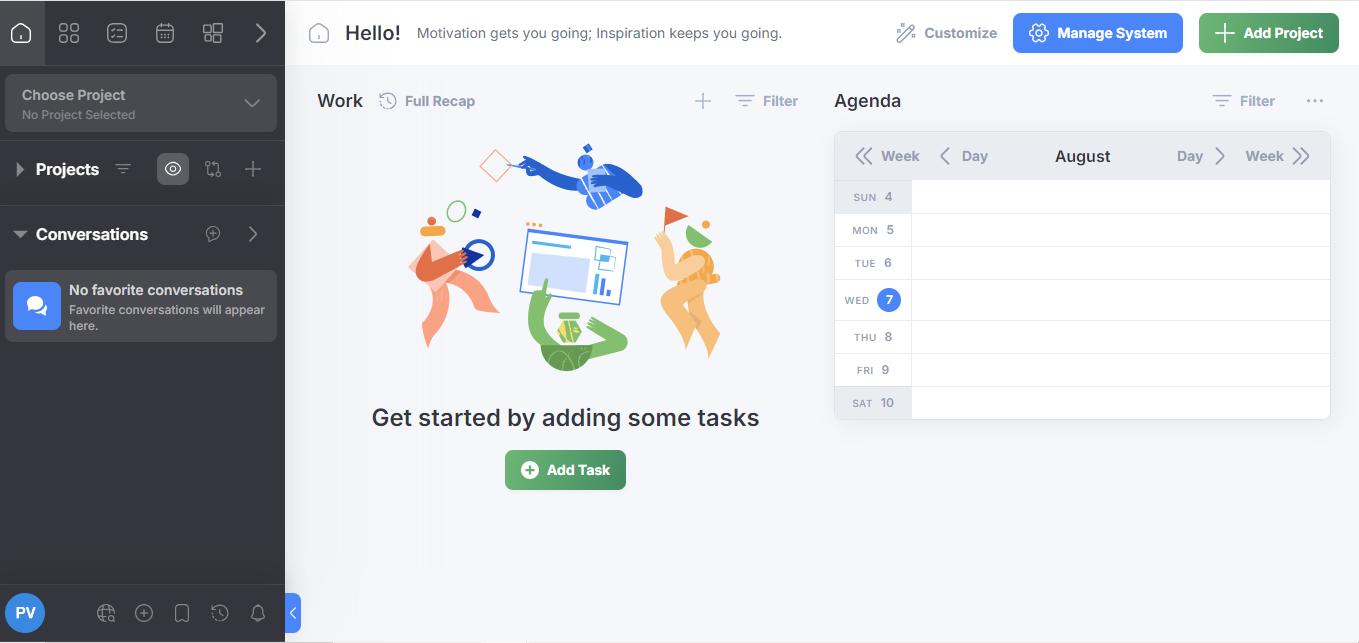 Hello!
Motivation gets you going; Inspiration keeps you going.
Customize
Manage System
Add Project
Choose Project
No Project Selected
Projects
Conversations
No favorite conversations
Favorite conversations will appear
here.
PV
Work
Full Recap
Filter
Get started by adding some tasks
Add Task
Agenda
Filter
Week
Day
August
Day
Week
SUN 4
MON 5
TUE 6
WED 7
THU 8
FRI 9
SAT 10